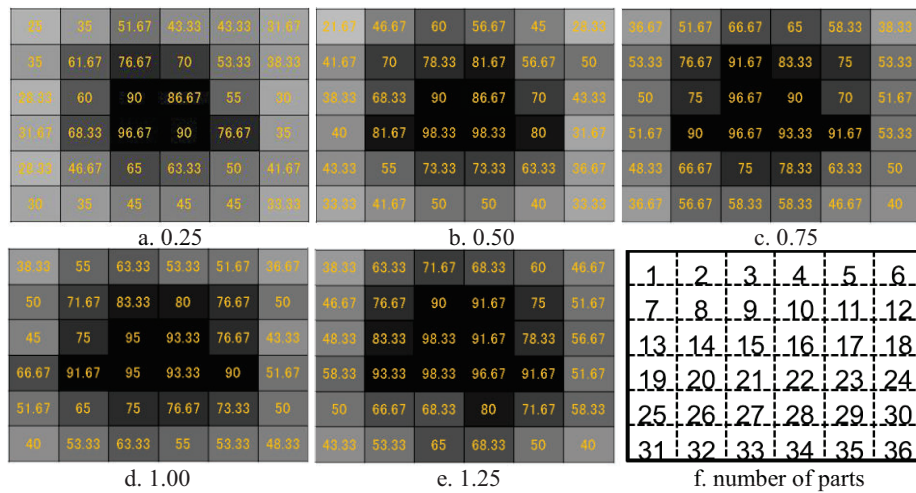 25 35 51.67 43.33 43.33 31.67
35 61.67 76.67 70 53.33 38.33
28.33 60 90 86.67 55 30
31.67 68.33 96.67 90 76.67 35
28.33 46.67 65 63.33 50 41.67
30 35 45 45 45 33.33
a. 0.25
21.67 46.67 60 56.67 45 28.33
41.67 70 78.33 81.67 56.67 50
38.33 68.33 90 86.67 70 43.33
40 81.67 98.33 98.33 80 31.67
43.33 55 73.33 73.33 63.33 36.67
33.33 41.67 50 50 40 33.33
b. 0.50
36.67 51.67 66.67 65 58.33 38.33
53.33 76.67 91.67 83.33 75 53.33
50 75 96.67 90 70 51.67
51.67 90 96.67 93.33 91.67 53.33
48.33 66.67 75 78.33 63.33 50
36.67 56.67 58.33 58.33 46.67 40
c. 0.75
38.33 55 63.33 53.33 51.67 36.67
50 71.67 83.33 80 76.67 50
45 75 95 93.33 76.67 43.33
66.67 91.67 95 93.33 90 51.67
51.67 65 75 76.67 73.33 50
40 53.33 63.33 55 53.33 48.33
d. 1.00
38.33 63.33 71.67 68.33 60 46.67
46.67 76.67 90 91.67 75 51.67
48.33 83.33 98.33 91.67 78.33 56.67
58.33 93.33 98.33 96.67 91.67 51.67
50 66.67 68.33 80 71.67 58.33
43.33 53.33 65 68.33 50 40
e. 1.25
1 2 3 4 5 6
7 8 9 10 11 12
13 14 15 16 17 18
19 20 21 22 23 24
25 26 27 28 29 30
31 32 33 34 35 36
f. number of parts